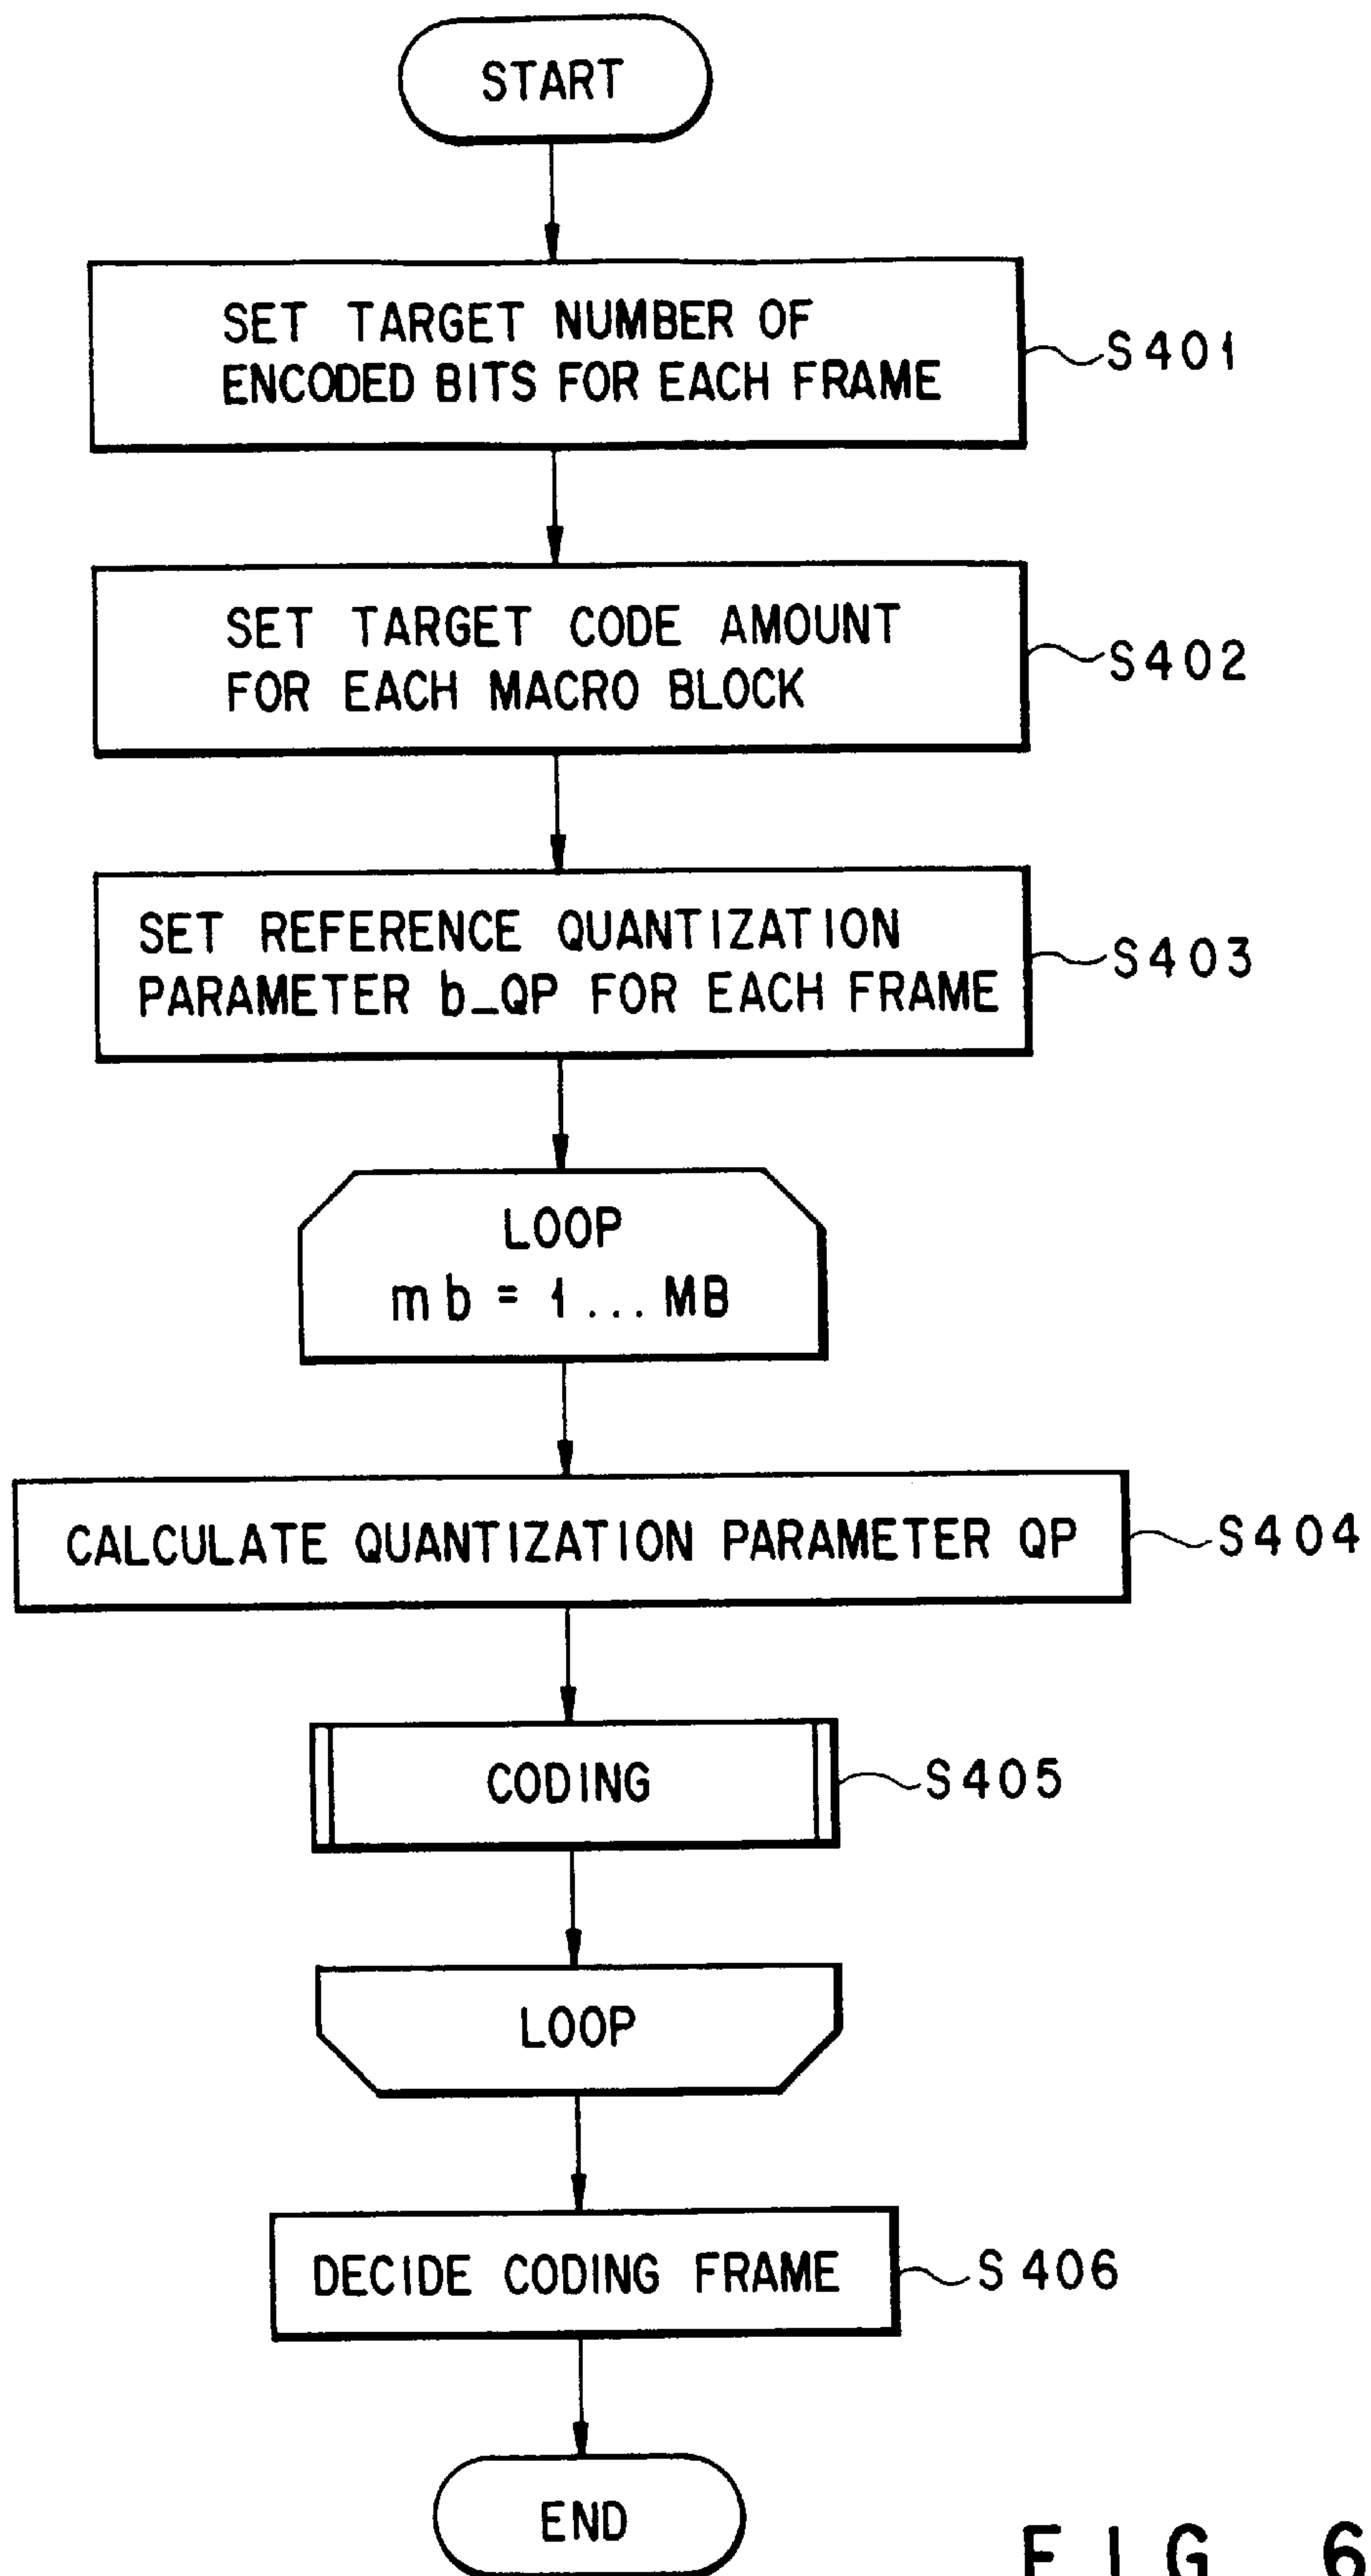 START
SET TARGET NUMBER OF
ENCODED BITS FOR EACH FRAME
S401
SET TARGET CODE AMOUNT
FOR EACH MACRO BLOCK
S402
SET REFERENCE QUANTIZATION
PARAMETER b_QP FOR EACH FRAME
S403
LOOP
mb = 1 ... MB
CALCULATE QUANTIZATION PARAMETER QP
S404
CODING
S405
LOOP
DECIDE CODING FRAME
S406
END
FIG. 6